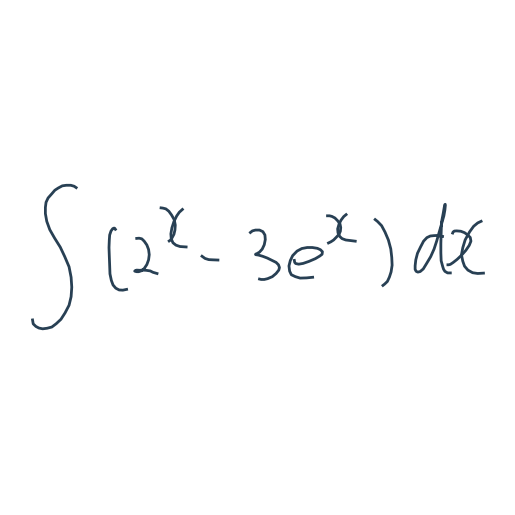 ∫ (2^x - 3e^x) dx